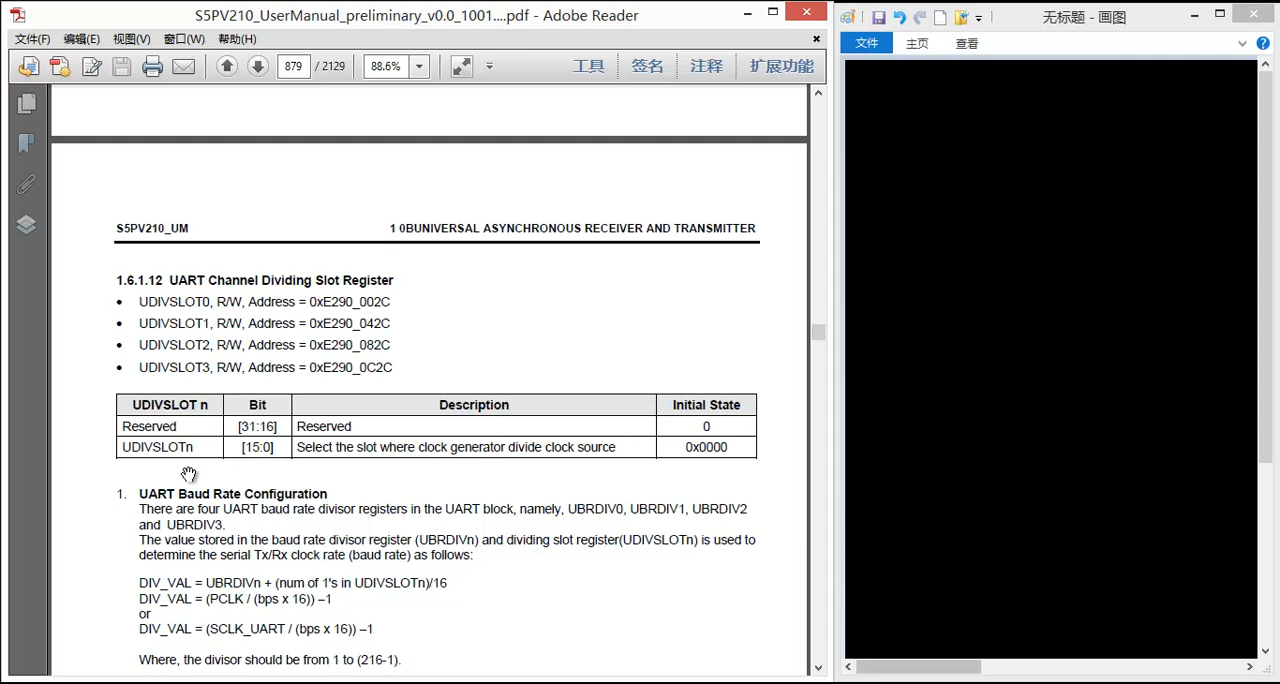 S5PV210_UserManual_preliminary_v0.0_1001....pdf - Adobe Reader
文件(F) 编辑(E) 视图(V) 窗口(W) 帮助(H)
879 / 2129 88.6% 工具 签名 注释 扩展功能
S5PV210_UM 1 0BUNIVERSAL ASYNCHRONOUS RECEIVER AND TRANSMITTER
1.6.1.12 UART Channel Dividing Slot Register
• UDIVSLOT0, R/W, Address = 0xE290_002C
• UDIVSLOT1, R/W, Address = 0xE290_042C
• UDIVSLOT2, R/W, Address = 0xE290_082C
• UDIVSLOT3, R/W, Address = 0xE290_0C2C
UDIVSLOT n Bit Description Initial State
Reserved [31:16] Reserved 0
UDIVSLOTn [15:0] Select the slot where clock generator divide clock source 0x0000
1. UART Baud Rate Configuration
There are four UART baud rate divisor registers in the UART block, namely, UBRDIV0, UBRDIV1, UBRDIV2
and UBRDIV3.
The value stored in the baud rate divisor register (UBRDIVn) and dividing slot register(UDIVSLOTn) is used to
determine the serial Tx/Rx clock rate (baud rate) as follows:
DIV_VAL = UBRDIVn + (num of 1's in UDIVSLOTn)/16
DIV_VAL = (PCLK / (bps x 16)) –1
or
DIV_VAL = (SCLK_UART / (bps x 16)) –1
Where, the divisor should be from 1 to (216-1).
无标题 - 画图
文件 主页 查看